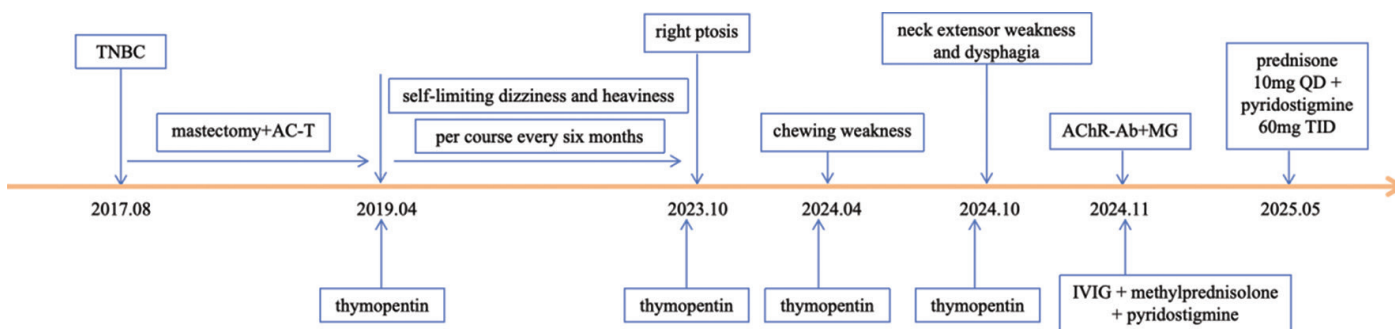 TNBC
mastectomy+AC-T
self-limiting dizziness and heaviness
per course every six months
right ptosis
chewing weakness
neck extensor weakness
and dysphagia
AChR-Ab+MG
prednisone
10mg QD +
pyridostigmine
60mg TID
2017.08
2019.04
2023.10
2024.04
2024.10
2024.11
2025.05
thymopentin
thymopentin
thymopentin
thymopentin
IVIG + methylprednisolone
+ pyridostigmine